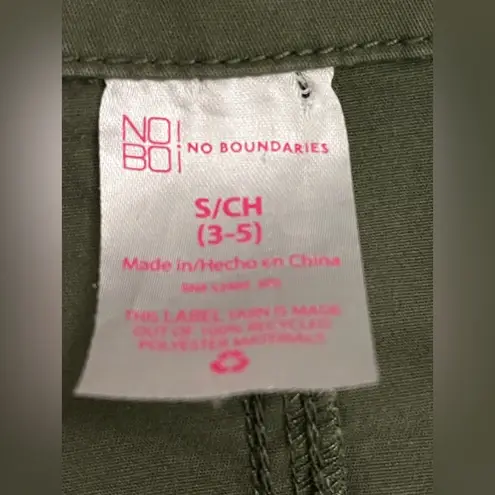 NO!
BO¡
NO BOUNDARIES
S/CH
(3-5)
Made in/Hecho en China
THIS LABEL YARN IS MADE
OUT OF 100% RECYCLED
POLYESTER MATERIALS